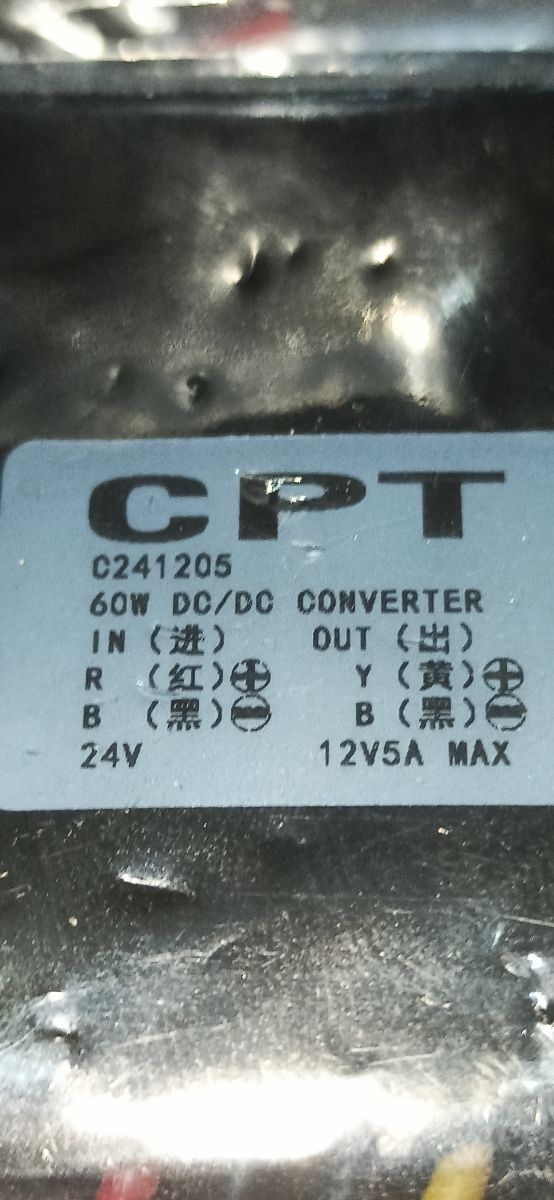 CPT
C241205
60W DC/DC CONVERTER
IN (进) OUT (出)
R (红)⊕ Y (黄)⊕
B (黑)⊖ B (黑)⊖
24V 12V5A MAX